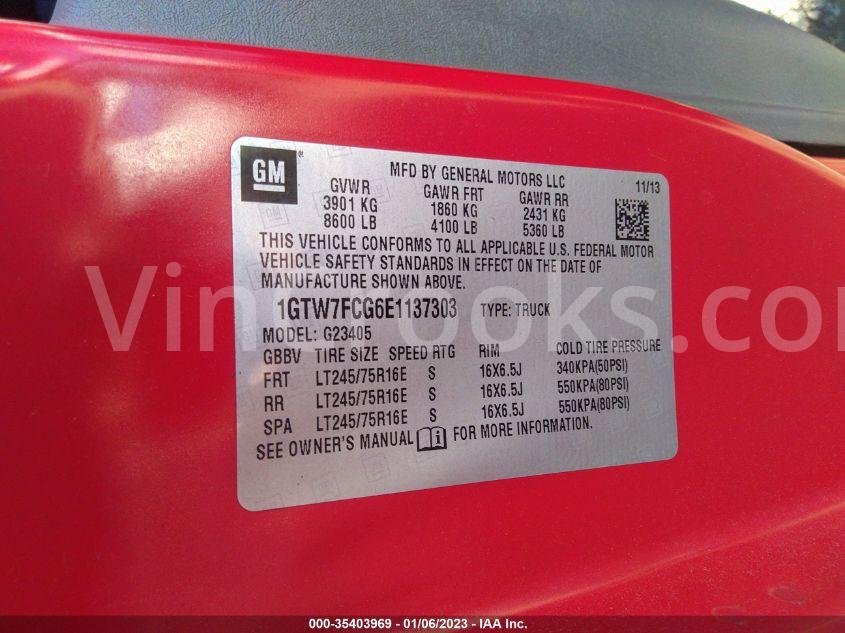 GM®
MFD BY GENERAL MOTORS LLC 11/13
GVWR GAWR FRT GAWR RR
3901 KG 1860 KG 2431 KG
8600 LB 4100 LB 5360 LB
THIS VEHICLE CONFORMS TO ALL APPLICABLE U.S. FEDERAL MOTOR
VEHICLE SAFETY STANDARDS IN EFFECT ON THE DATE OF
MANUFACTURE SHOWN ABOVE.
1GTW7FCG6E1137303 TYPE: TRUCK
MODEL: G23405
GBBV TIRE SIZE SPEED RTG RIM COLD TIRE PRESSURE
FRT LT245/75R16E S 16X6.5J 340KPA(50PSI)
RR LT245/75R16E S 16X6.5J 550KPA(80PSI)
SPA LT245/75R16E S 16X6.5J 550KPA(80PSI)
SEE OWNER'S MANUAL FOR MORE INFORMATION.
000-35403969 - 01/06/2023 - IAA Inc.